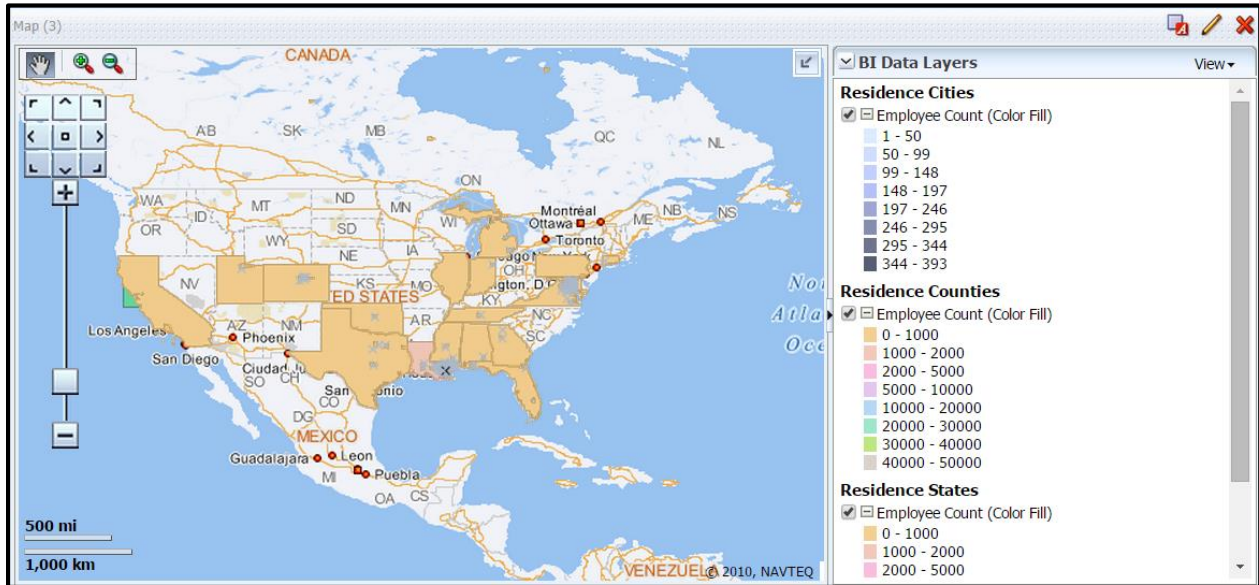 Map (3)
CANADA
AB
SK
MB
QC
NL
ON
WA
MT
ND
MN
WI
Montréal
Ottawa
ME
NB
NS
OR
ID
WY
SD
Toronto
NE
IA
OH
NV
KS
MO
KY
ngton, D.C
ED STATES
Los Angeles
AZ
Phoenix
NM
AR
NC
SC
San Diego
Ciudad
SO
CH
San
onio
CO
DG
MEXICO
Guadalajara
Leon
MI
Puebla
OA
CS
VENEZUEL
500 mi
1,000 km
© 2010, NAVTEQ
BI Data Layers
View
Residence Cities
Employee Count (Color Fill)
1 - 50
50 - 99
99 - 148
148 - 197
197 - 246
246 - 295
295 - 344
344 - 393
Residence Counties
Employee Count (Color Fill)
0 - 1000
1000 - 2000
2000 - 5000
5000 - 10000
10000 - 20000
20000 - 30000
30000 - 40000
40000 - 50000
Residence States
Employee Count (Color Fill)
0 - 1000
1000 - 2000
2000 - 5000